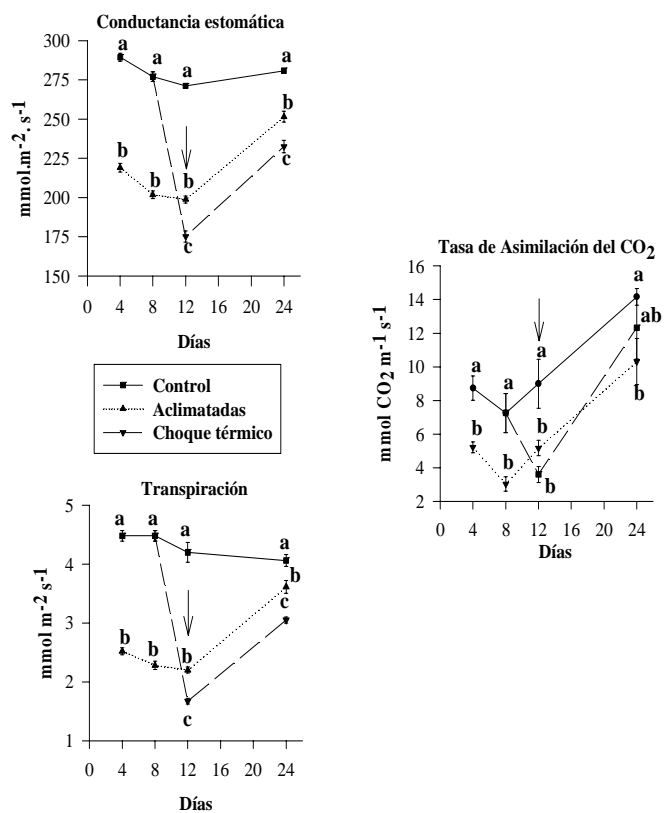 Conductancia estomática
300
275
250
225
200
175
150
mmol.m-2. s-1
a a a a
b b b b
c c
0 4 8 12 16 20 24
Días
Control
Aclimatadas
Choque térmico
Transpiración
5
4
3
2
1
mmol m-2 s-1
a a a a
b b b b
c c
0 4 8 12 16 20 24
Días
Tasa de Asimilación del CO2
16
14
12
10
8
6
4
2
mmol CO2 m-1 s-1
a a a a
ab
b b b b
b
0 4 8 12 16 20 24
Días